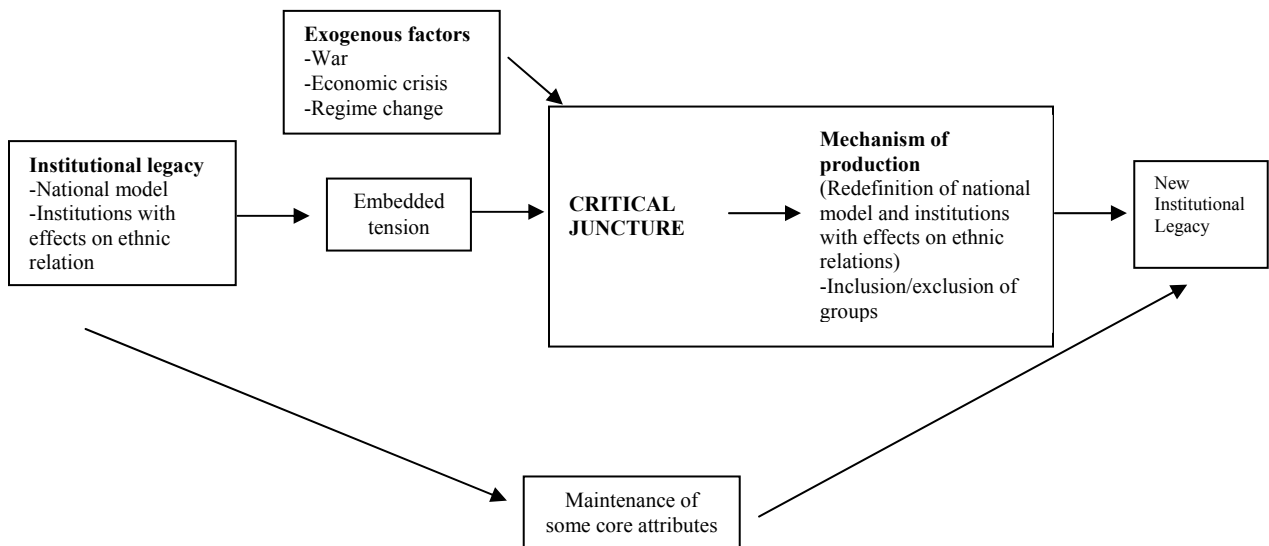 Exogenous factors
-War
-Economic crisis
-Regime change
Institutional legacy
-National model
-Institutions with
effects on ethnic
relation
Embedded
tension
CRITICAL
JUNCTURE
Mechanism of
production
(Redefinition of national
model and institutions
with effects on ethnic
relations)
-Inclusion/exclusion of
groups
New
Institutional
Legacy
Maintenance of
some core attributes